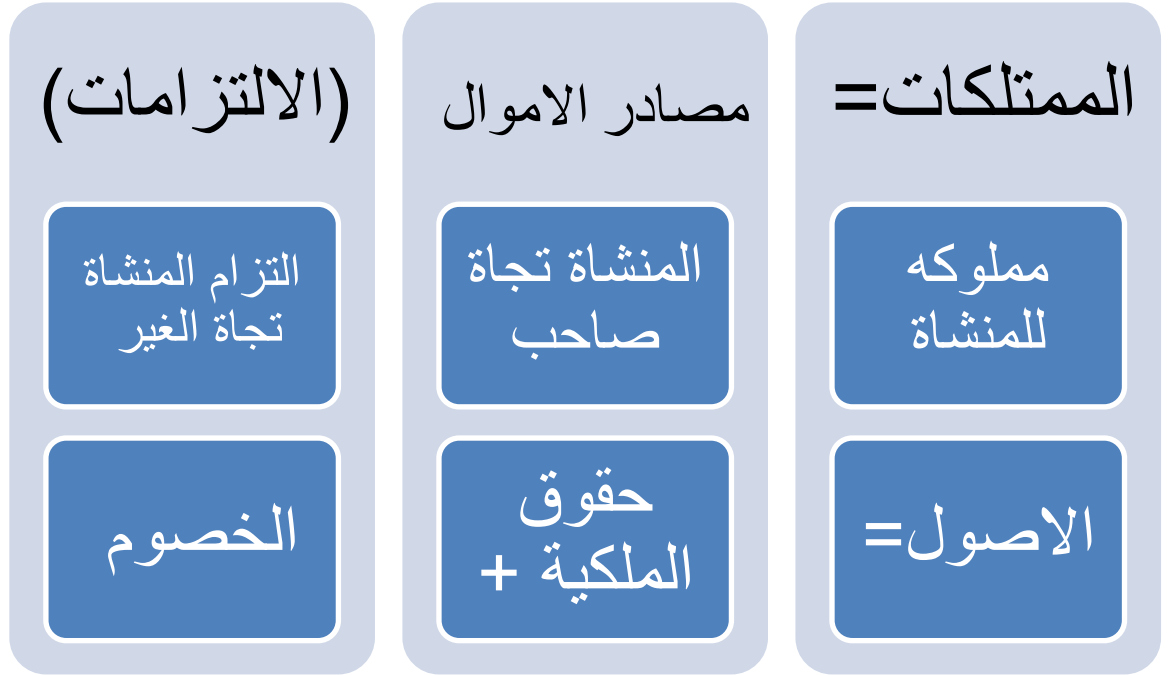 الممتلكات=
مملوكه
للمنشاة
الاصول=
مصادر الاموال
المنشاة تجاة
صاحب
حقوق
الملكية +
(الالتزامات)
التزام المنشاة
تجاة الغير
الخصوم